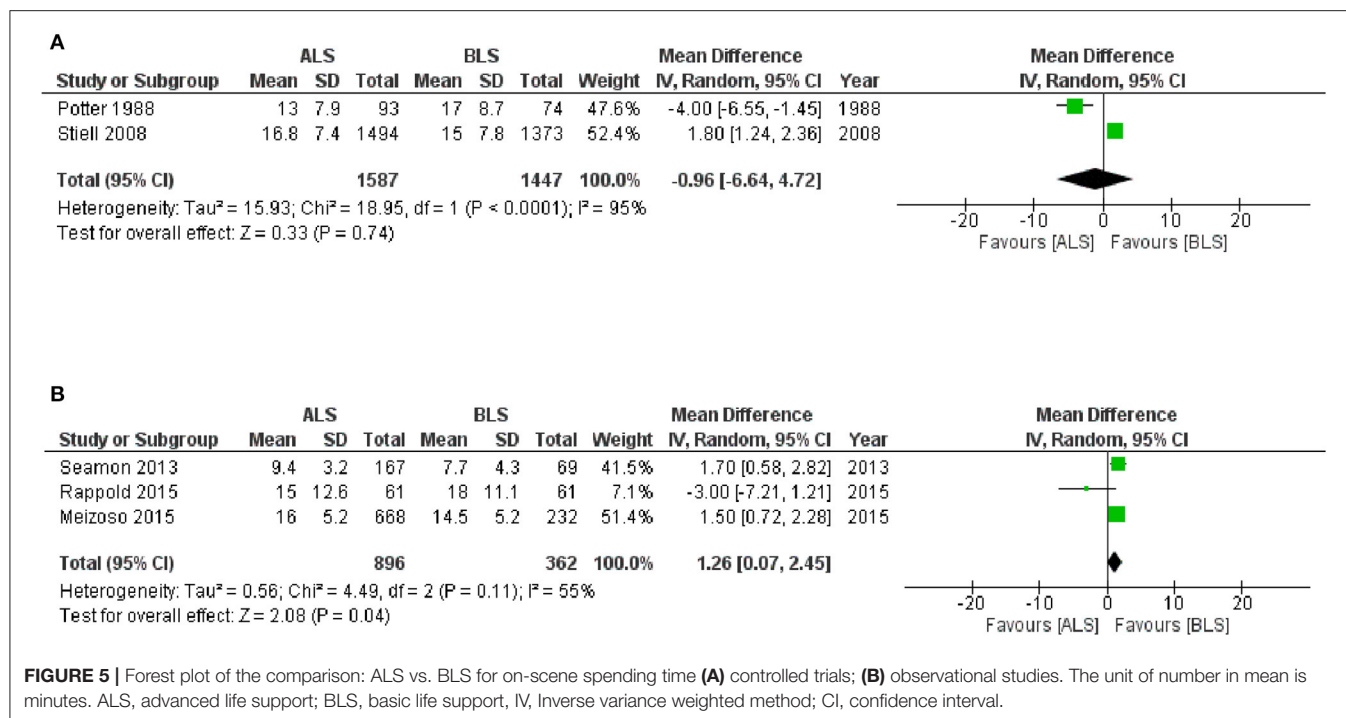 A
ALS BLS Mean Difference Mean Difference
Study or Subgroup Mean SD Total Mean SD Total Weight IV, Random, 95% CI Year IV, Random, 95% CI
Potter 1988 13 7.9 93 17 8.7 74 47.6% -4.00 [-6.55, -1.45] 1988
Stiell 2008 16.8 7.4 1494 15 7.8 1373 52.4% 1.80 [1.24, 2.36] 2008
Total (95% CI) 1587 1447 100.0% -0.96 [-6.64, 4.72]
Heterogeneity: Tau² = 15.93; Chi² = 18.95, df = 1 (P < 0.0001); I² = 95%
Test for overall effect: Z = 0.33 (P = 0.74)
-20 -10 0 10 20
Favours [ALS] Favours [BLS]
B
ALS BLS Mean Difference Mean Difference
Study or Subgroup Mean SD Total Mean SD Total Weight IV, Random, 95% CI Year IV, Random, 95% CI
Seamon 2013 9.4 3.2 167 7.7 4.3 69 41.5% 1.70 [0.58, 2.82] 2013
Rappold 2015 15 12.6 61 18 11.1 61 7.1% -3.00 [-7.21, 1.21] 2015
Meizoso 2015 16 5.2 668 14.5 5.2 232 51.4% 1.50 [0.72, 2.28] 2015
Total (95% CI) 896 362 100.0% 1.26 [0.07, 2.45]
Heterogeneity: Tau² = 0.56; Chi² = 4.49, df = 2 (P = 0.11); I² = 55%
Test for overall effect: Z = 2.08 (P = 0.04)
-20 -10 0 10 20
Favours [ALS] Favours [BLS]
FIGURE 5 | Forest plot of the comparison: ALS vs. BLS for on-scene spending time (A) controlled trials; (B) observational studies. The unit of number in mean is
minutes. ALS, advanced life support; BLS, basic life support, IV, Inverse variance weighted method; CI, confidence interval.